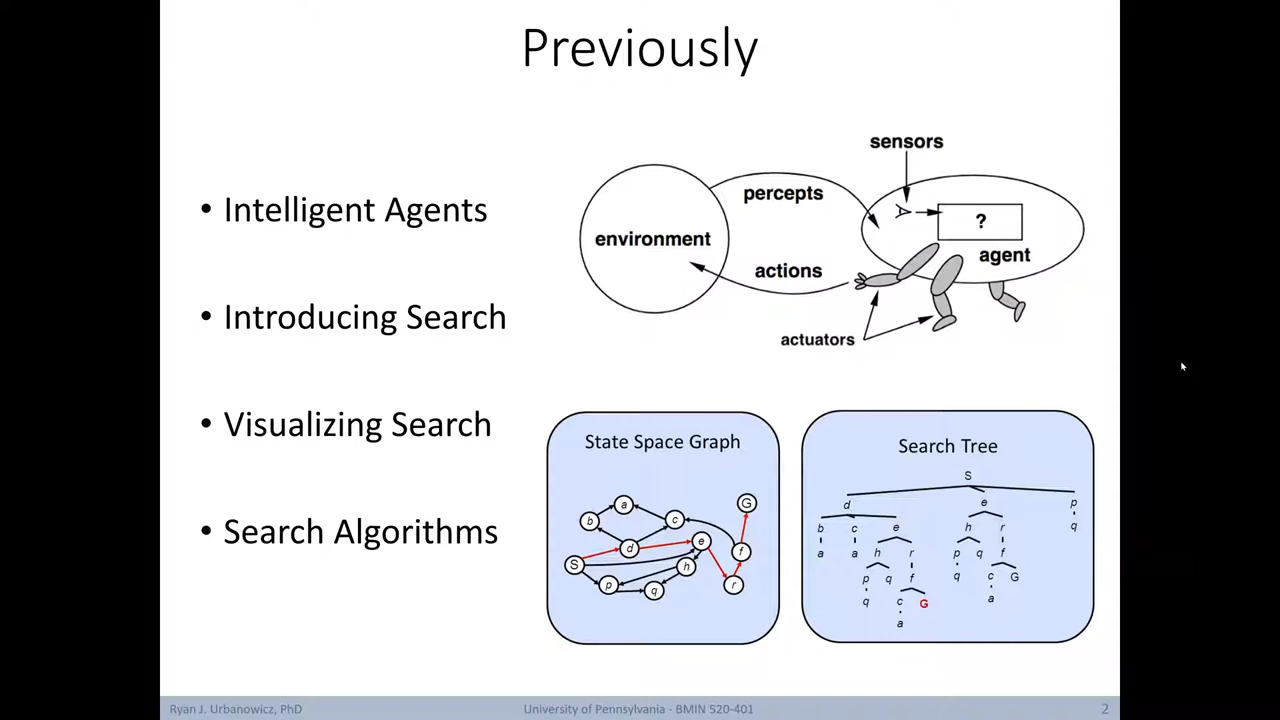 Previously
• Intelligent Agents
• Introducing Search
• Visualizing Search
• Search Algorithms
sensors
percepts
?
environment
agent
actions
actuators
State Space Graph
G
a
b
c
d
e
f
S
h
p
q
r
Search Tree
S
d e p
b c e h r q
a a h r p q f
p q f q c G
q c G a
a
Ryan J. Urbanowicz, PhD
University of Pennsylvania - BMIN 520-401
2